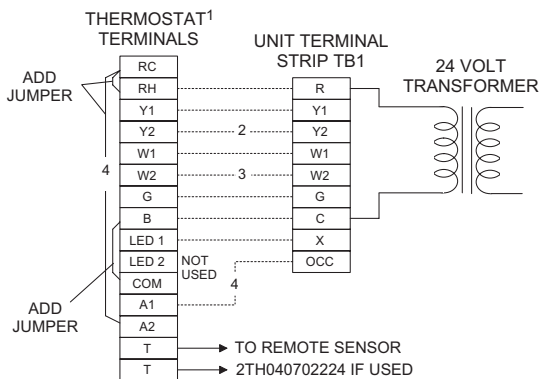 THERMOSTAT1
TERMINALS
UNIT TERMINAL
STRIP TB1
24 VOLT
TRANSFORMER
ADD
JUMPER
RC
RH
R
Y1
Y1
Y2
2
Y2
W1
W1
4
W2
3
W2
G
G
B
C
LED 1
X
LED 2
NOT
USED
OCC
COM
4
A1
ADD
JUMPER
A2
T
TO REMOTE SENSOR
T
2TH040702224 IF USED